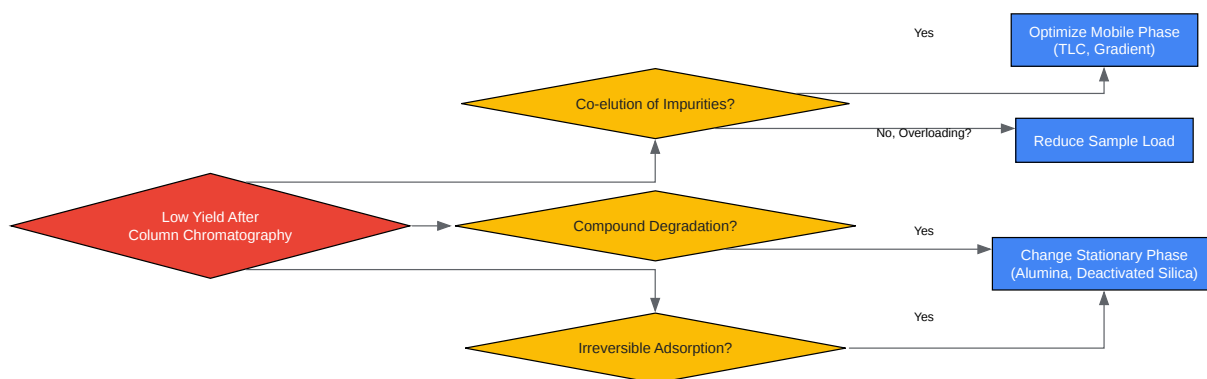 Yes
Optimize Mobile Phase
(TLC, Gradient)
Co-elution of Impurities?
No, Overloading?
Reduce Sample Load
Low Yield After
Column Chromatography
Compound Degradation?
Yes
Change Stationary Phase
(Alumina, Deactivated Silica)
Yes
Irreversible Adsorption?